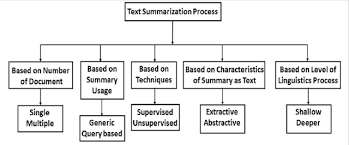 Text Summarization Process
Based on Number
of Document
Based on
Summary
Usage
Based on
Techniques
Based on Characteristics
of Summary as Text
Based on Level of
Linguistics Process
Single
Multiple
Generic
Query based
Supervised
Unsupervised
Extractive
Abstractive
Shallow
Deeper